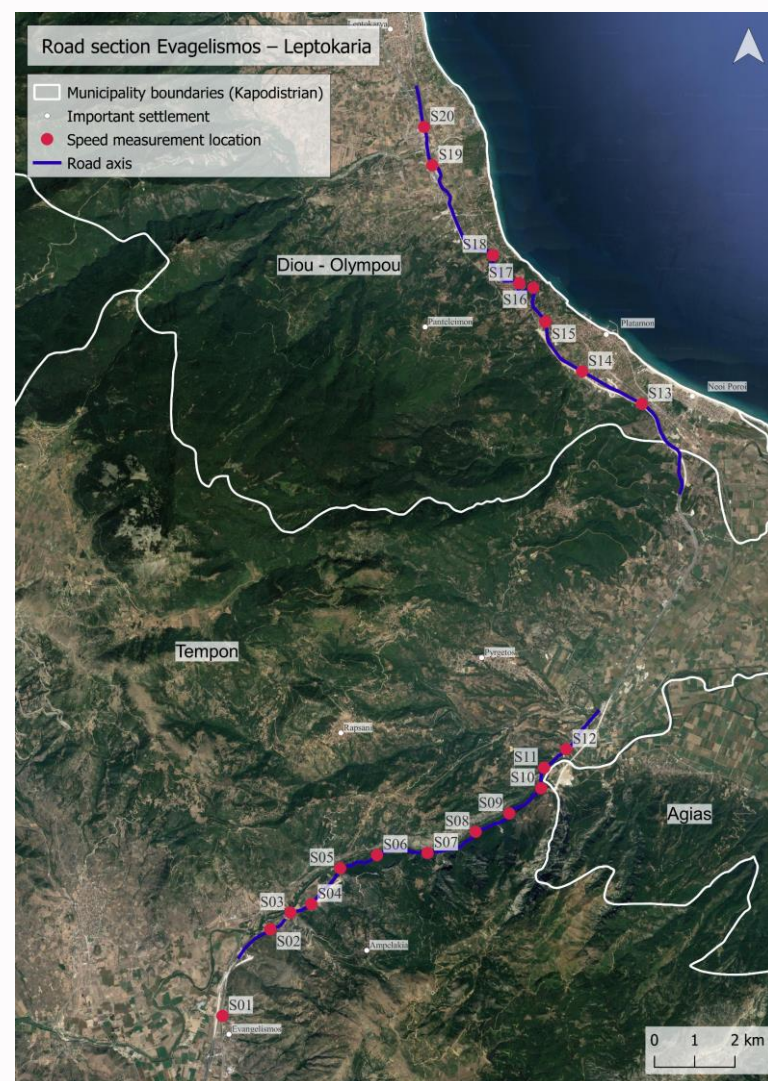 Leptokarya
Road section Evagelismos – Leptokaria
Municipality boundaries (Kapodistrian)
Important settlement
Speed measurement location
Road axis
S20
S19
S18
Diou - Olympou
S17
S16
Panteleimon
S15
Platamon
S14
Neoi Poroi
S13
Tempon
Pyrgetos
Rapsani
S12
S11
S10
S09
Agias
S08
S07
S06
S05
S04
S03
S02
Ampelakia
S01
Evangelismos
0 1 2 km